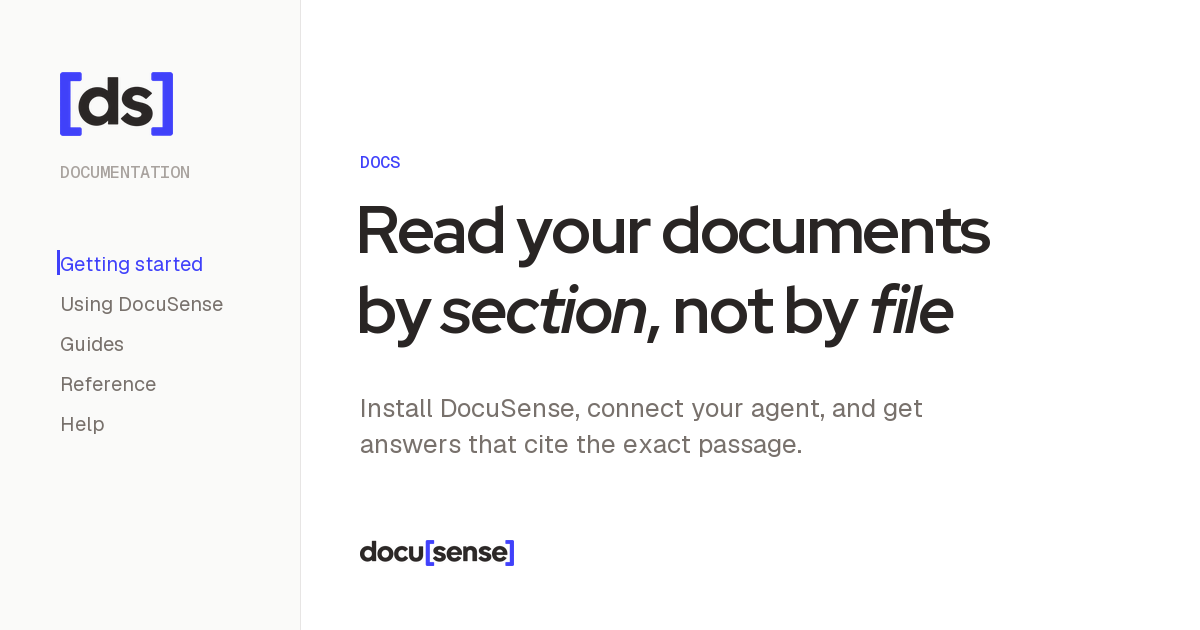 [ds]
DOCUMENTATION
Getting started
Using DocuSense
Guides
Reference
Help
DOCS
Read your documents
by section, not by file
Install DocuSense, connect your agent, and get
answers that cite the exact passage.
docu[sense]